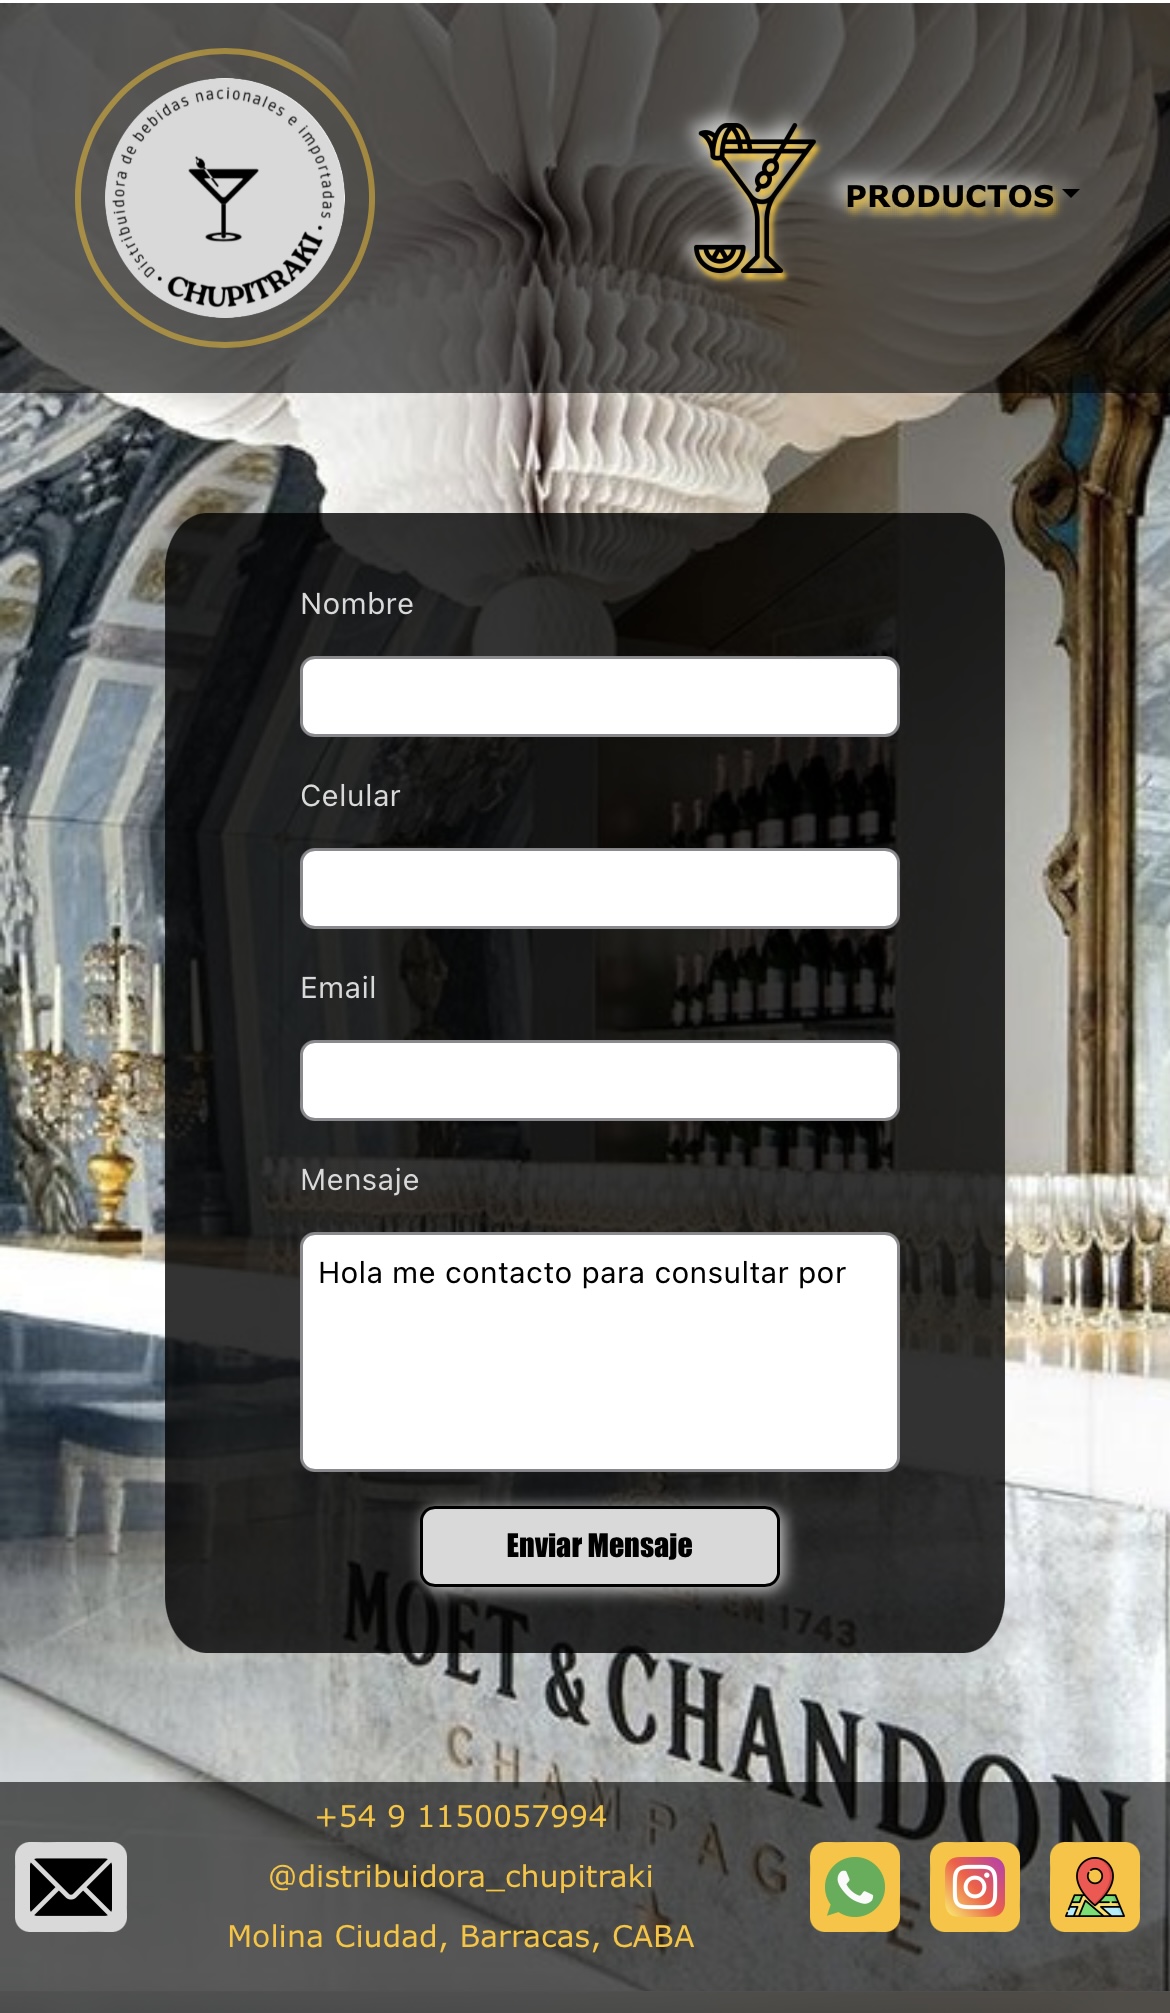 Distribuidora de bebidas nacionales e importadas
· CHUPITRAKI ·
PRODUCTOS
Nombre
Celular
Email
Mensaje
Hola me contacto para consultar por
Enviar Mensaje
EN 1743
MOET & CHANDON
CHAMPAGNE
+54 9 1150057994
@distribuidora_chupitraki
Molina Ciudad, Barracas, CABA